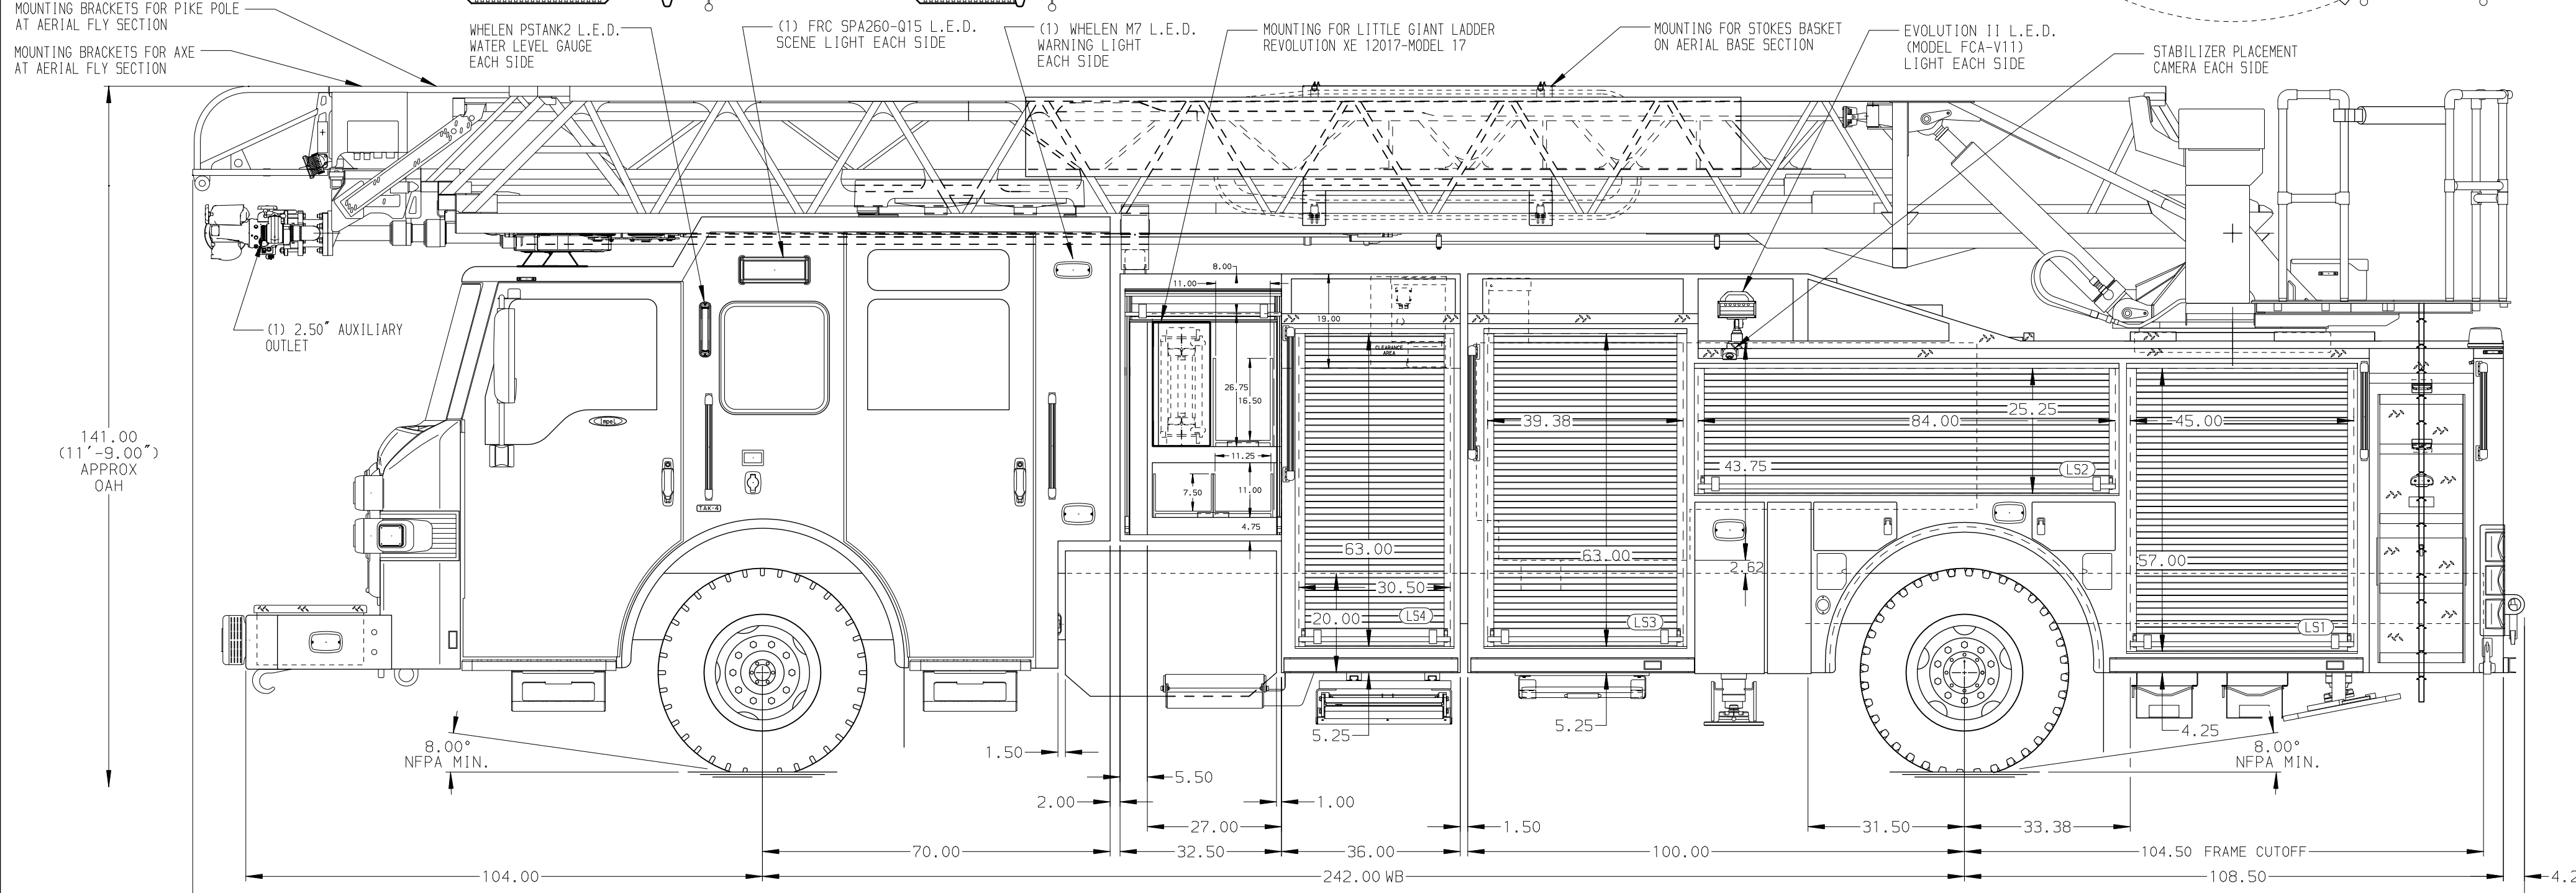 MOUNTING BRACKETS FOR PIKE POLE
AT AERIAL FLY SECTION
MOUNTING BRACKETS FOR AXE
AT AERIAL FLY SECTION
WHELEN PSTANK2 L.E.D.
WATER LEVEL GAUGE
EACH SIDE
(1) FRC SPA260-Q15 L.E.D.
SCENE LIGHT EACH SIDE
(1) WHELEN M7 L.E.D.
WARNING LIGHT
EACH SIDE
MOUNTING FOR LITTLE GIANT LADDER
REVOLUTION XE 12017-MODEL 17
MOUNTING FOR STOKES BASKET
ON AERIAL BASE SECTION
EVOLUTION II L.E.D.
(MODEL FCA-V11)
LIGHT EACH SIDE
STABILIZER PLACEMENT
CAMERA EACH SIDE
(1) 2.50" AUXILIARY
OUTLET
141.00
(11'-9.00")
APPROX
OAH
Impel
TAK-4
8.00
11.00
19.00
CLEARANCE
AREA
26.75
16.50
11.25
7.50
11.00
4.75
39.38
84.00
25.25
45.00
LS2
43.75
63.00
63.00
2.62
57.00
30.50
20.00
LS4
LS3
LS1
8.00°
NFPA MIN.
1.50
5.25
5.25
4.25
8.00°
NFPA MIN.
5.50
2.00
1.00
27.00
1.50
31.50
33.38
70.00
32.50
36.00
100.00
104.50 FRAME CUTOFF
104.00
242.00 WB
108.50